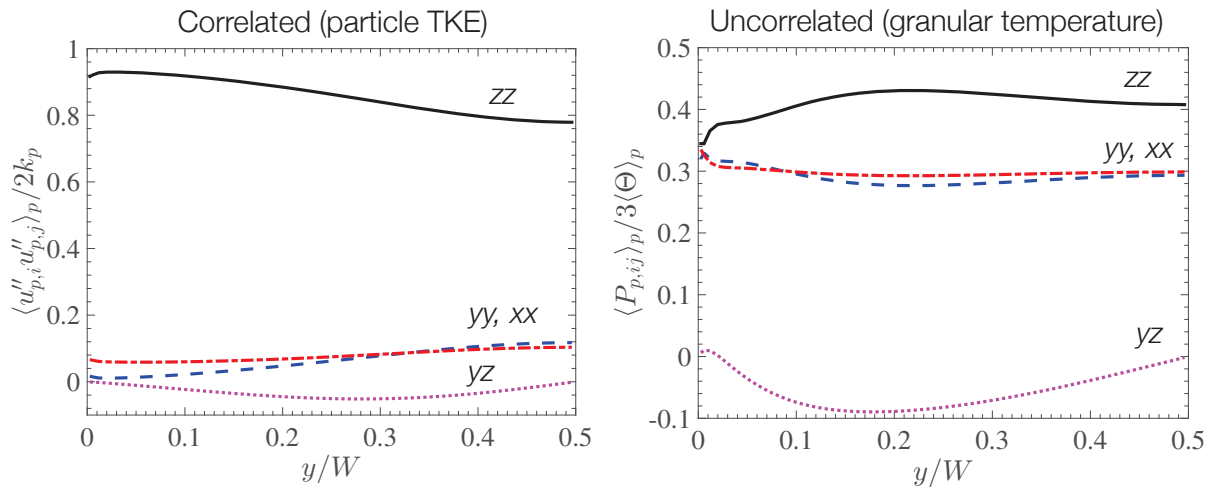 Correlated (particle TKE)
1
0.8
0.6
0.4
0.2
0
zz
yy, xx
yz
0
0.1
0.2
0.3
0.4
0.5
y/W
⟨u''p,i u''p,j⟩p/2kp
Uncorrelated (granular temperature)
0.5
0.4
0.3
0.2
0.1
0
-0.1
zz
yy, xx
yz
0
0.1
0.2
0.3
0.4
0.5
y/W
⟨Pp,ij⟩p/3⟨Θ⟩p